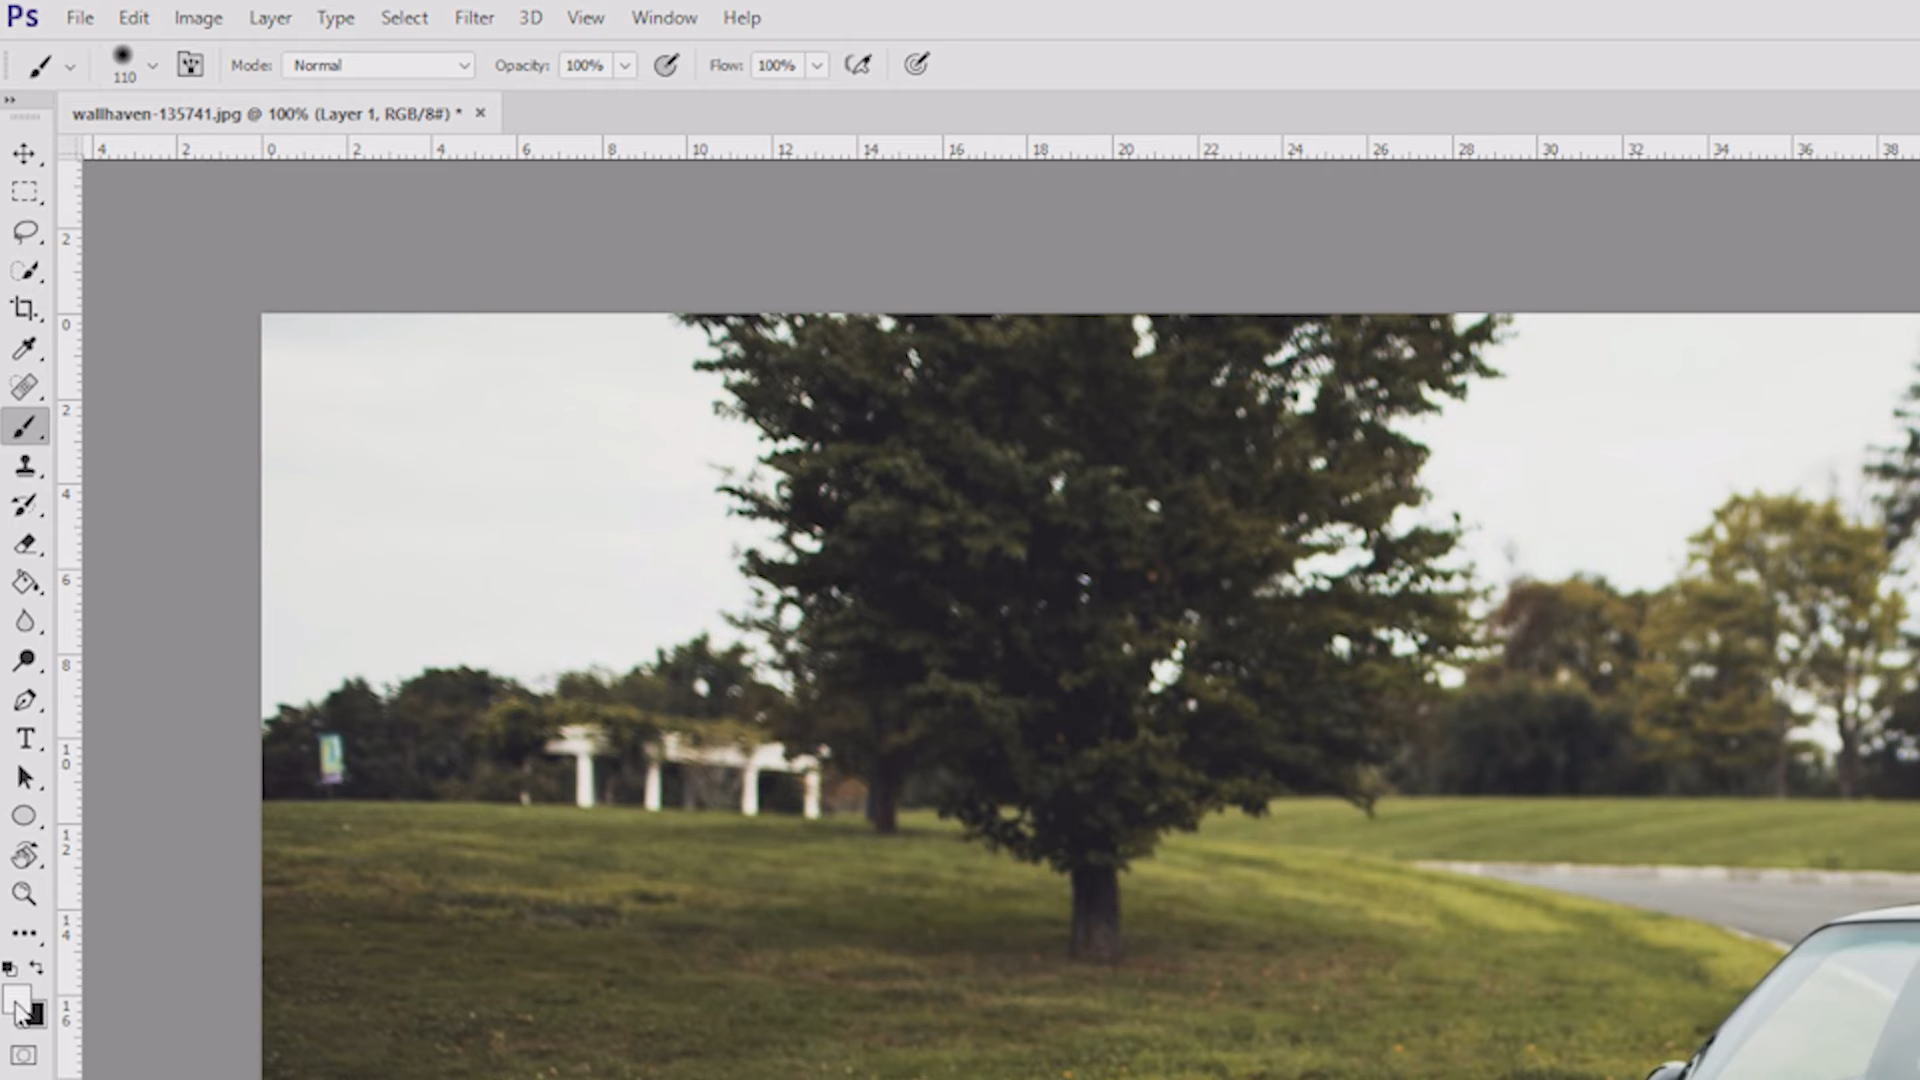 Ps File Edit Image Layer Type Select Filter 3D View Window Help
110 Mode: Normal Opacity: 100% Flow: 100%
wallhaven-135741.jpg @ 100% (Layer 1, RGB/8#) * ×
4 2 0 2 4 6 8 10 12 14 16 18 20 22 24 26 28 30 32 34 36 38
2
0
2
4
6
8
10
12
14
16
T